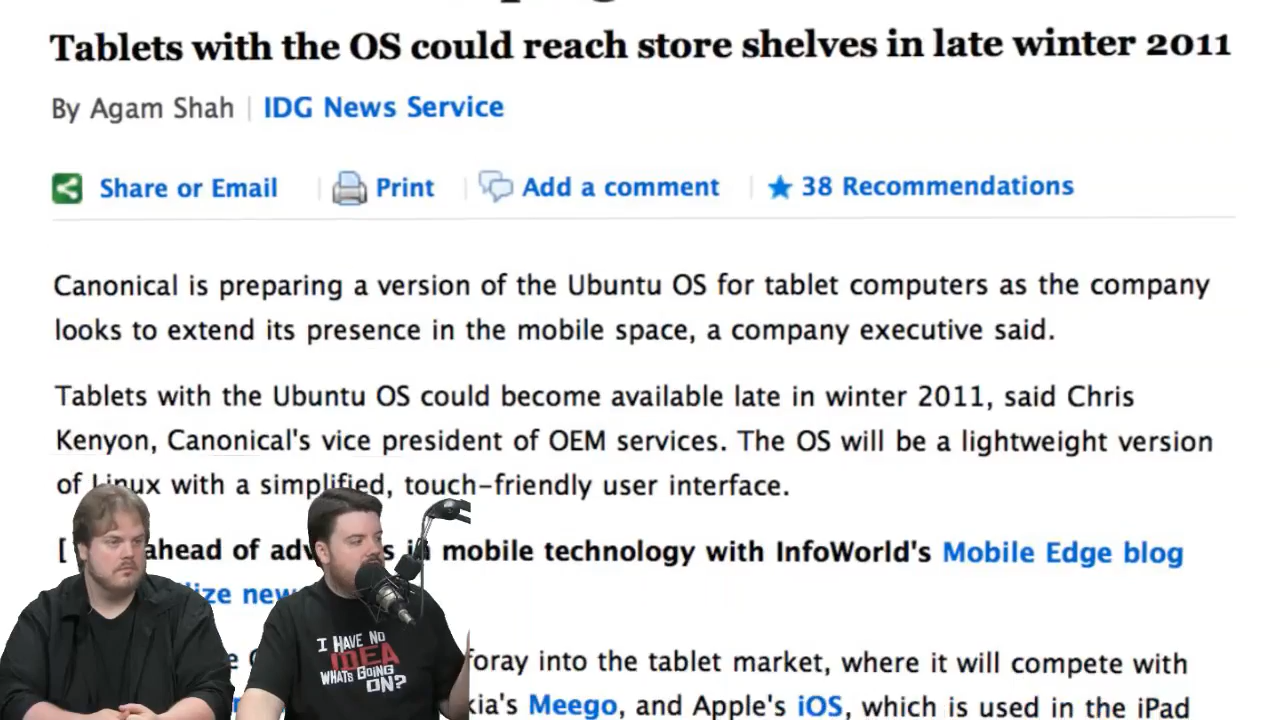 Tablets with the OS could reach store shelves in late winter 2011
By Agam Shah | IDG News Service
Share or Email | Print | Add a comment | 38 Recommendations
Canonical is preparing a version of the Ubuntu OS for tablet computers as the company
looks to extend its presence in the mobile space, a company executive said.
Tablets with the Ubuntu OS could become available late in winter 2011, said Chris
Kenyon, Canonical's vice president of OEM services. The OS will be a lightweight version
of Linux with a simplified, touch-friendly user interface.
[ ahead of in mobile technology with InfoWorld's Mobile Edge blog
foray into the tablet market, where it will compete with
Meego, and Apple's iOS, which is used in the iPad
I HAVE NO
IDEA
WHATS GOING
ON?